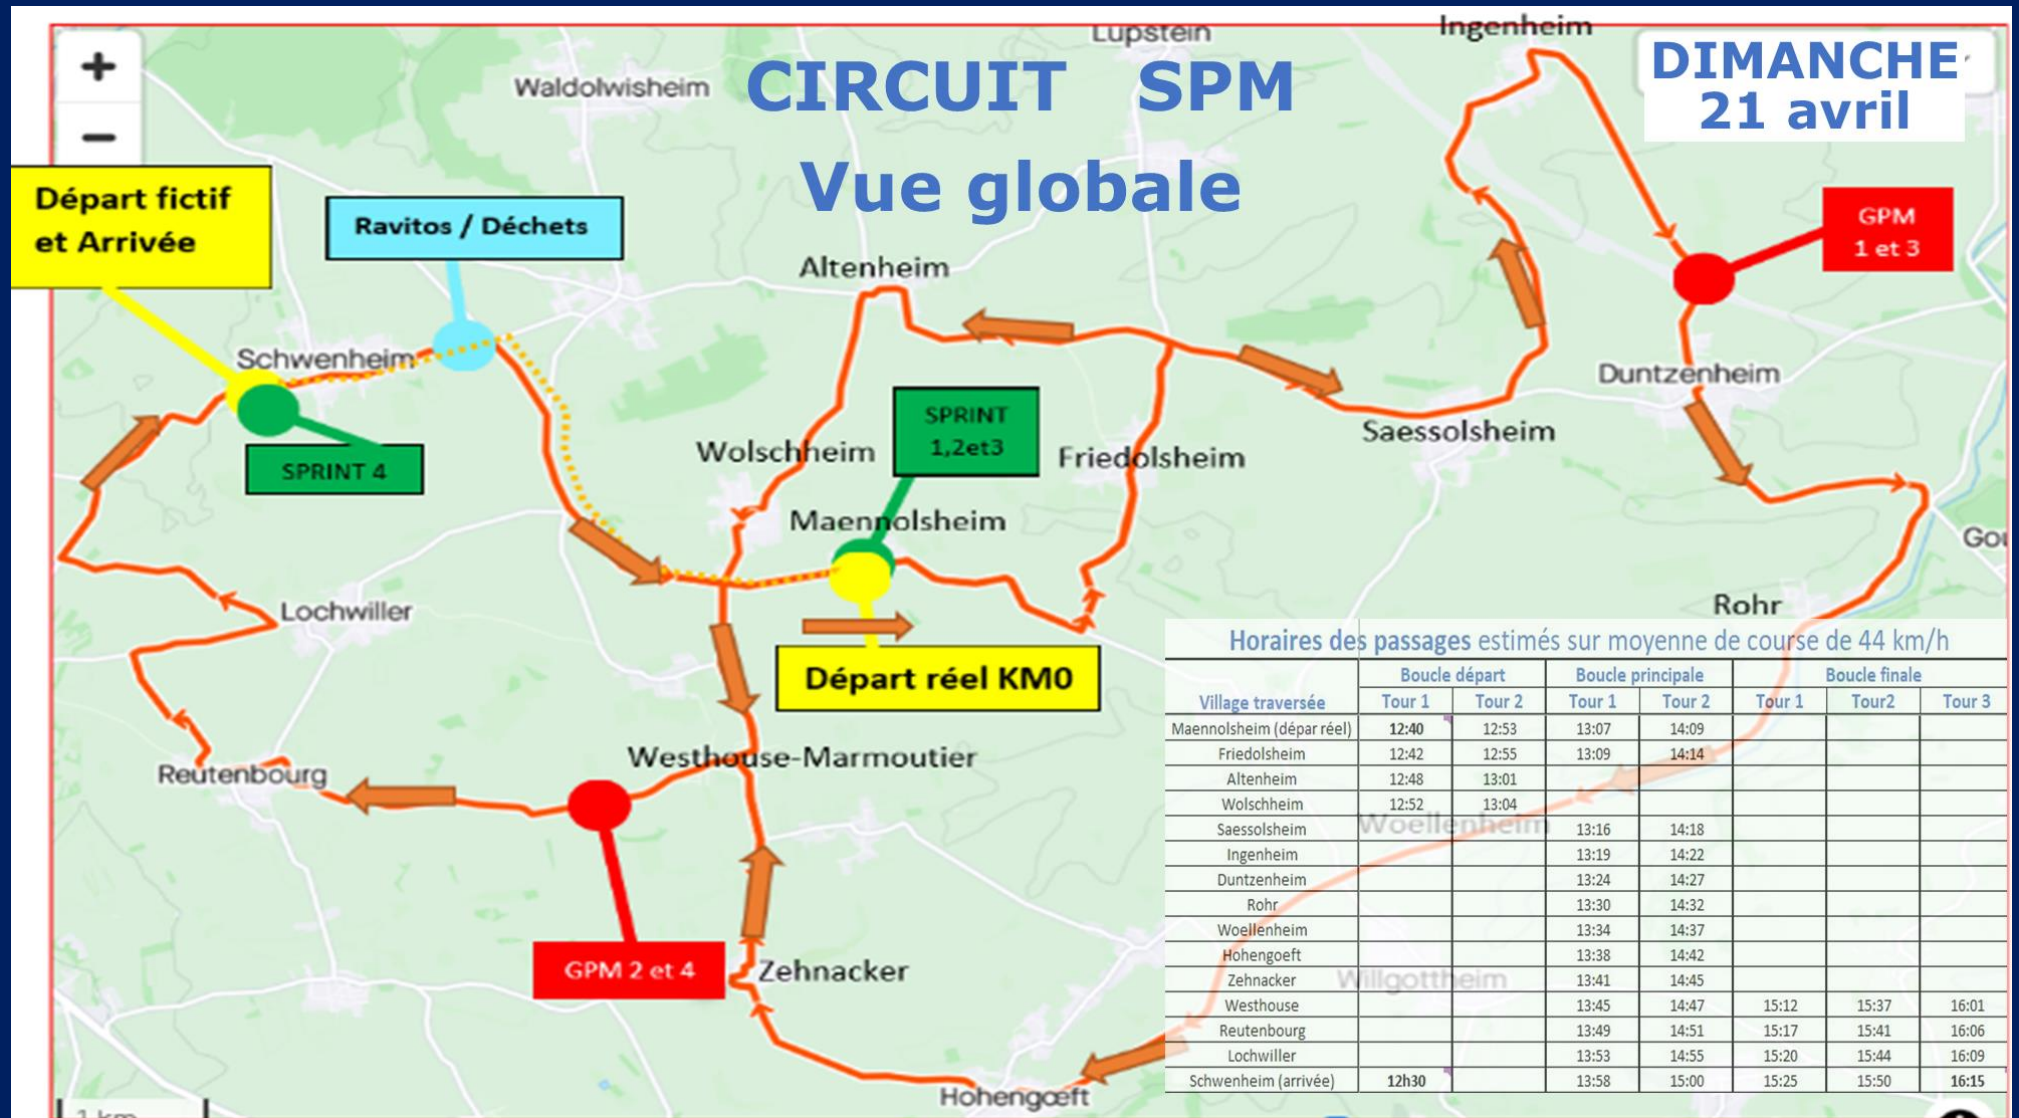 Ingenheim
Lupstein
DIMANCHE
21 avril
+
Waldolwisheim
CIRCUIT SPM
−
Vue globale
Départ fictif
et Arrivée
Ravitos / Déchets
GPM
1 et 3
Altenheim
Schwenheim
Duntzenheim
SPRINT
1,2et3
Saessolsheim
Wolschheim
Friedolsheim
SPRINT 4
Maennolsheim
Gou
Lochwiller
Rohr
Départ réel KM0
Westhouse-Marmoutier
Reutenbourg
Woellenheim
GPM 2 et 4
Zehnacker
Willgottheim
Hohengœft
1 km
Horaires des passages estimés sur moyenne de course de 44 km/h
Boucle départ Boucle principale Boucle finale
Village traversée Tour 1 Tour 2 Tour 1 Tour 2 Tour 1 Tour2 Tour 3
Maennolsheim (dépar réel) 12:40 12:53 13:07 14:09
Friedolsheim 12:42 12:55 13:09 14:14
Altenheim 12:48 13:01
Wolschheim 12:52 13:04
Saessolsheim 13:16 14:18
Ingenheim 13:19 14:22
Duntzenheim 13:24 14:27
Rohr 13:30 14:32
Woellenheim 13:34 14:37
Hohengoeft 13:38 14:42
Zehnacker 13:41 14:45
Westhouse 13:45 14:47 15:12 15:37 16:01
Reutenbourg 13:49 14:51 15:17 15:41 16:06
Lochwiller 13:53 14:55 15:20 15:44 16:09
Schwenheim (arrivée) 12h30 13:58 15:00 15:25 15:50 16:15